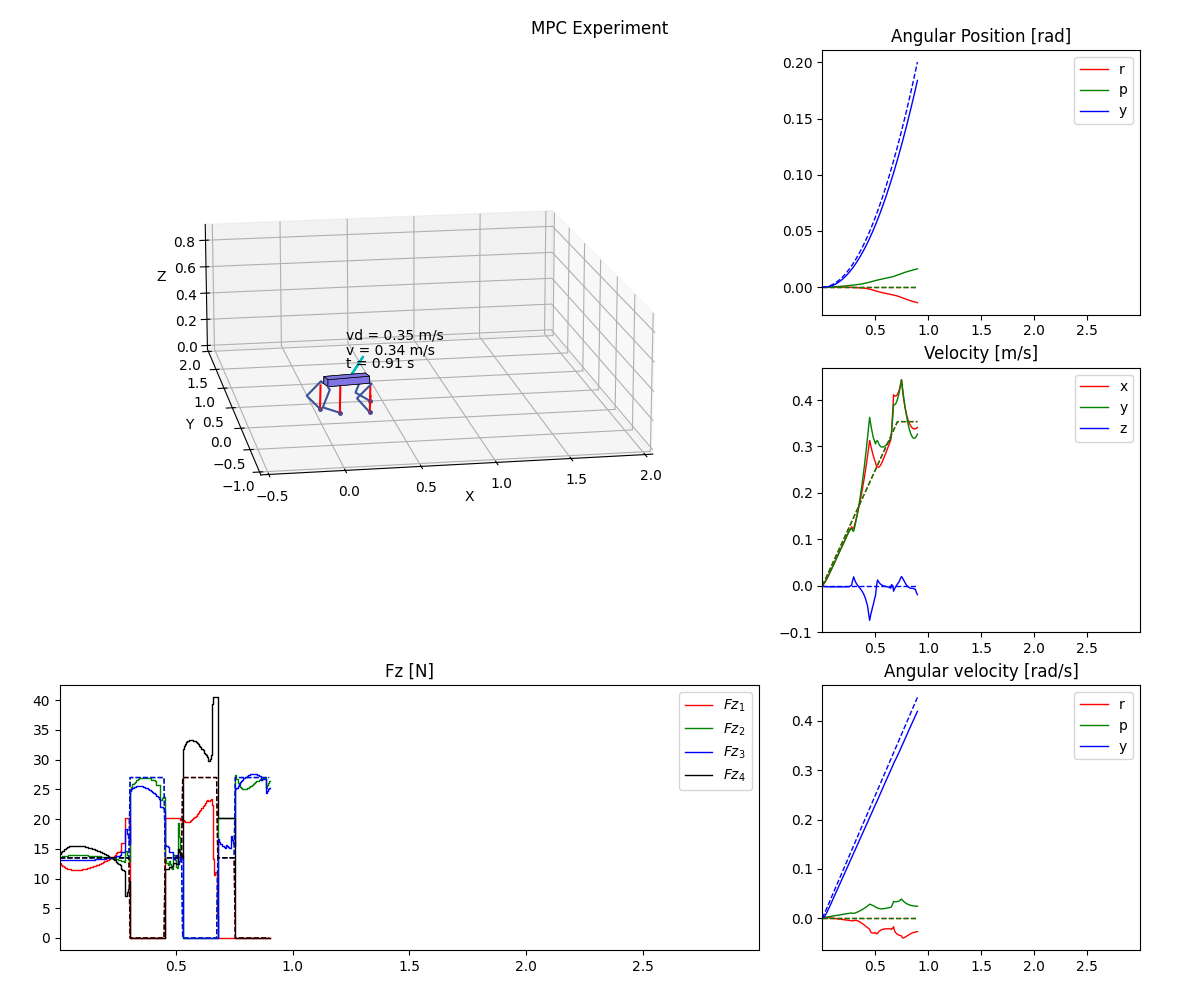 MPC Experiment
Z
0.8
0.6
0.4
0.2
0.0
2.0
1.5
1.0
0.5
0.0
−0.5
−1.0
Y
−0.5
0.0
0.5
1.0
1.5
2.0
X
vd = 0.35 m/s
v = 0.34 m/s
t = 0.91 s
Angular Position [rad]
0.20
0.15
0.10
0.05
0.00
0.5 1.0 1.5 2.0 2.5
r
p
y
Velocity [m/s]
0.4
0.3
0.2
0.1
0.0
−0.1
0.5 1.0 1.5 2.0 2.5
x
y
z
Fz [N]
40
35
30
25
20
15
10
5
0
0.5 1.0 1.5 2.0 2.5
Fz₁
Fz₂
Fz₃
Fz₄
Angular velocity [rad/s]
0.4
0.3
0.2
0.1
0.0
0.5 1.0 1.5 2.0 2.5
r
p
y